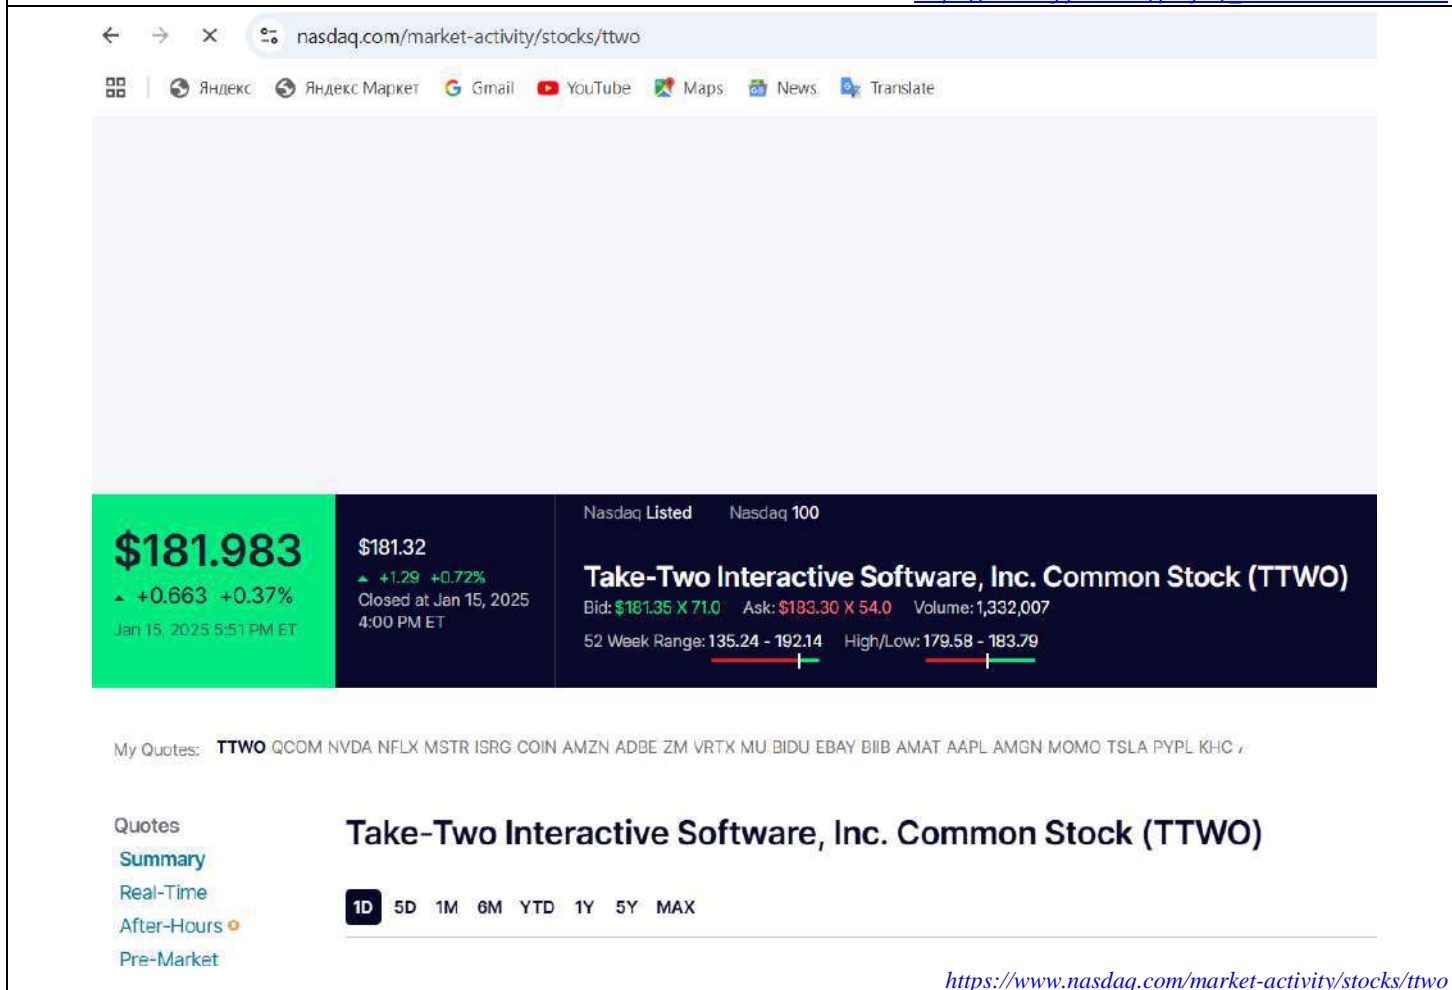 nasdaq.com/market-activity/stocks/ttwo
Яндекс Яндекс Маркет Gmail YouTube Maps News Translate
Nasdaq Listed Nasdaq 100
$181.983
+0.663 +0.37%
Jan 15, 2025 5:51 PM ET
$181.32
+1.29 +0.72%
Closed at Jan 15, 2025
4:00 PM ET
Take-Two Interactive Software, Inc. Common Stock (TTWO)
Bid: $181.35 X 71.0 Ask: $183.30 X 54.0 Volume: 1,332,007
52 Week Range: 135.24 - 192.14 High/Low: 179.58 - 183.79
My Quotes: TTWO QCOM NVDA NFLX MSTR ISRG COIN AMZN ADBE ZM VRTX MU BIDU EBAY BIIB AMAT AAPL AMGN MOMO TSLA PYPL KHC
Quotes
Summary
Real-Time
After-Hours
Pre-Market
Take-Two Interactive Software, Inc. Common Stock (TTWO)
1D 5D 1M 6M YTD 1Y 5Y MAX
https://www.nasdaq.com/market-activity/stocks/ttwo